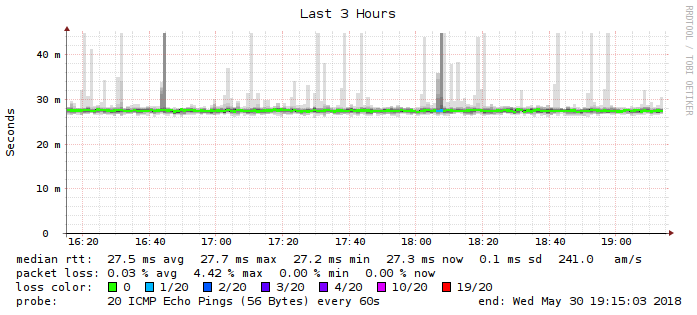 Last 3 Hours
RRDTOOL / TOBI OETIKER
Seconds
40 m
30 m
20 m
10 m
0
16:20 16:40 17:00 17:20 17:40 18:00 18:20 18:40 19:00
median rtt: 27.5 ms avg 27.7 ms max 27.2 ms min 27.3 ms now 0.1 ms sd 241.0 am/s
packet loss: 0.03 % avg 4.42 % max 0.00 % min 0.00 % now
loss color: 0 1/20 2/20 3/20 4/20 10/20 19/20
probe: 20 ICMP Echo Pings (56 Bytes) every 60s end: Wed May 30 19:15:03 2018